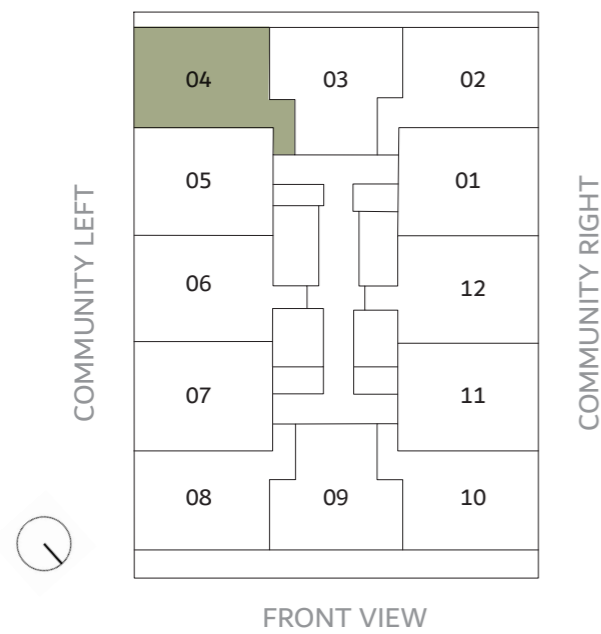 04 03 02
05 01
06 12
07 11
08 09 10
COMMUNITY LEFT
COMMUNITY RIGHT
FRONT VIEW